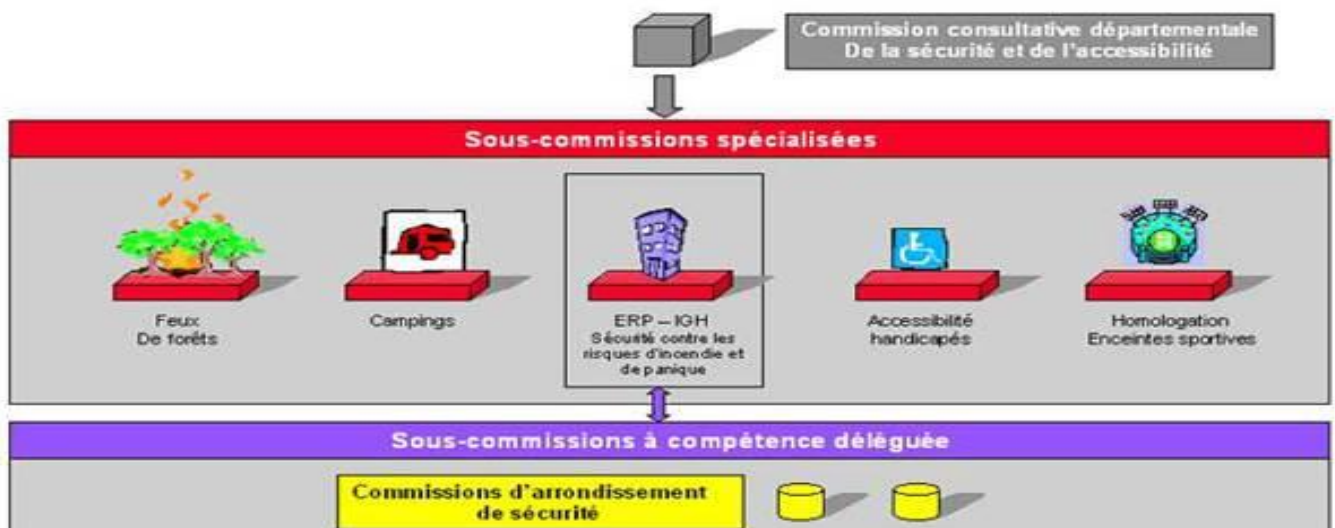 Commission consultative départementale
De la sécurité et de l'accessibilité
Sous-commissions spécialisées
Feux
De forêts
Campings
ERP – IGH
Sécurité contre les
risques d'incendie et
de panique
Accessibilité
handicapés
Homologation
Enceintes sportives
Sous-commissions à compétence déléguée
Commissions d'arrondissement
de sécurité